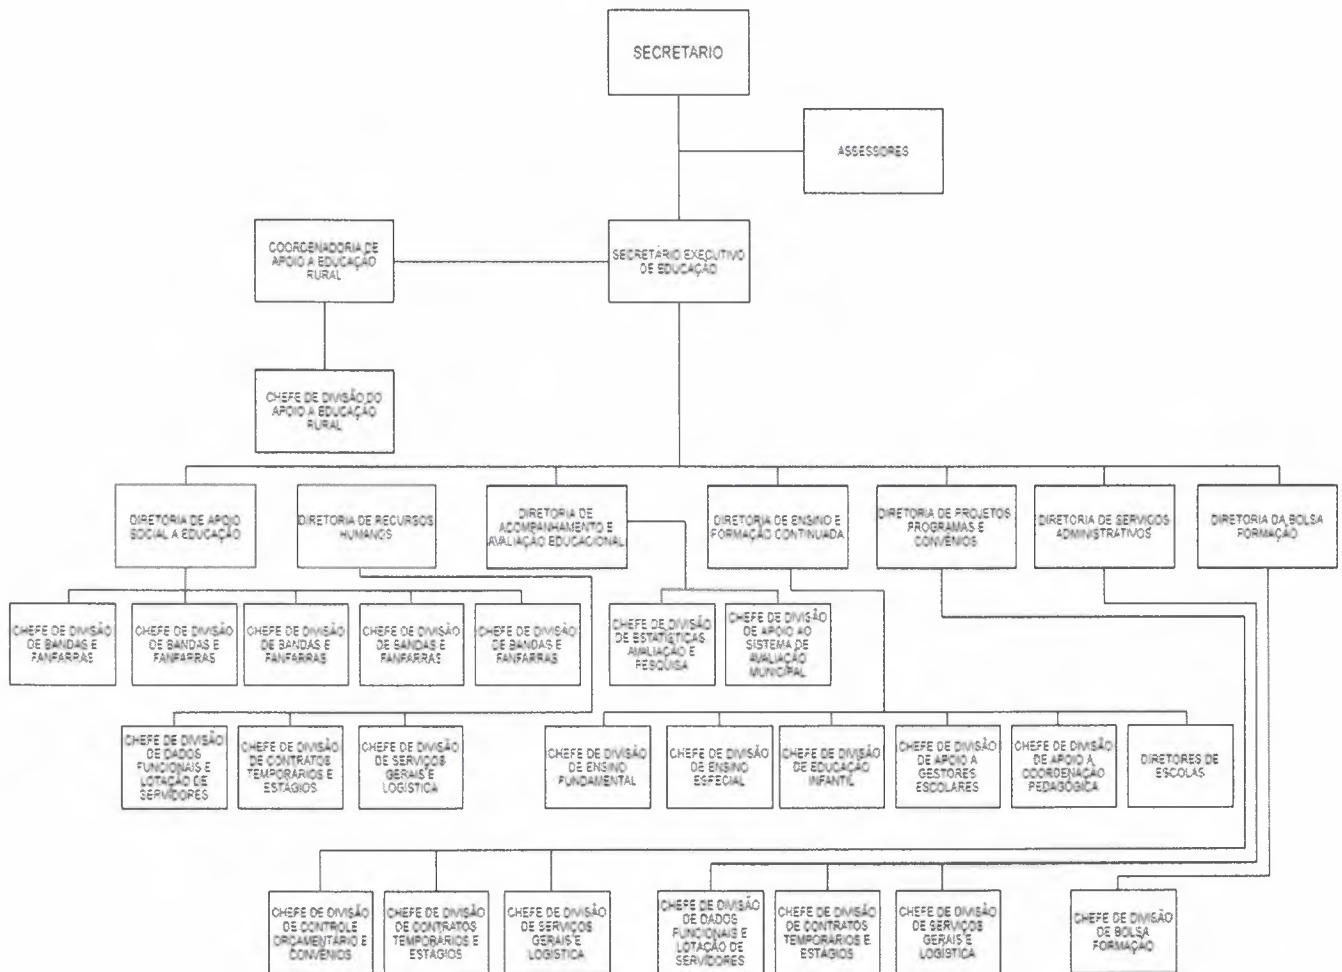 SECRETARIO
ASSESSORES
COORDENADORIA DE
APOIO A EDUCAÇÃO
RURAL
SECRETÁRIO EXECUTIVO
DE EDUCAÇÃO
CHEFE DE DIVISÃO DO
APOIO A EDUCAÇÃO
RURAL
DIRETORIA DE APOIO
SOCIAL A EDUCAÇÃO
DIRETORIA DE RECURSOS
HUMANOS
DIRETORIA DE
ACOMPANHAMENTO E
AVALIAÇÃO EDUCACIONAL
DIRETORIA DE ENSINO E
FORMAÇÃO CONTINUADA
DIRETORIA DE PROJETOS
PROGRAMAS E
CONVÊNIOS
DIRETORIA DE SERVIÇOS
ADMINISTRATIVOS
DIRETORIA DA BOLSA
FORMAÇÃO
CHEFE DE DIVISÃO
DE BANDAS E
FANFARRAS
CHEFE DE DIVISÃO
DE BANDAS E
FANFARRAS
CHEFE DE DIVISÃO
DE BANDAS E
FANFARRAS
CHEFE DE DIVISÃO
DE BANDAS E
FANFARRAS
CHEFE DE DIVISÃO
DE BANDAS E
FANFARRAS
CHEFE DE DIVISÃO
DE ESTATÍSTICAS
AVALIAÇÃO E
PESQUISA
CHEFE DE DIVISÃO
DE APOIO AO
SISTEMA DE
AVALIAÇÃO
MUNICIPAL
CHEFE DE DIVISÃO
DE DADOS
FUNCIONAIS E
LOTAÇÃO DE
SERVIDORES
CHEFE DE DIVISÃO
DE CONTRATOS
TEMPORÁRIOS E
ESTÁGIOS
CHEFE DE DIVISÃO
DE SERVIÇOS
GERAIS E
LOGÍSTICA
CHEFE DE DIVISÃO
DE ENSINO
FUNDAMENTAL
CHEFE DE DIVISÃO
DE ENSINO
ESPECIAL
CHEFE DE DIVISÃO
DE EDUCAÇÃO
INFANTIL
CHEFE DE DIVISÃO
DE APOIO A
GESTORES
ESCOLARES
CHEFE DE DIVISÃO
DE APOIO A
COORDENAÇÃO
PEDAGÓGICA
DIRETORES DE
ESCOLAS
CHEFE DE DIVISÃO
DE CONTROLE
ORÇAMENTÁRIO E
CONVÊNIOS
CHEFE DE DIVISÃO
DE CONTRATOS
TEMPORÁRIOS E
ESTÁGIOS
CHEFE DE DIVISÃO
DE SERVIÇOS
GERAIS E
LOGÍSTICA
CHEFE DE DIVISÃO
DE DADOS
FUNCIONAIS E
LOTAÇÃO DE
SERVIDORES
CHEFE DE DIVISÃO
DE CONTRATOS
TEMPORÁRIOS E
ESTÁGIOS
CHEFE DE DIVISÃO
DE SERVIÇOS
GERAIS E
LOGÍSTICA
CHEFE DE DIVISÃO
DE BOLSA
FORMAÇÃO